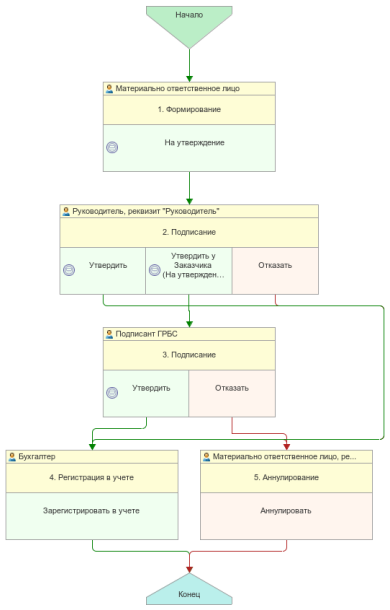 Начало
Материально ответственное лицо
1. Формирование
На утверждение
Руководитель, реквизит "Руководитель"
2. Подписание
Утвердить
Утвердить у
Заказчика
(На утвержден...
Отказать
Подписант ГРБС
3. Подписание
Утвердить
Отказать
Бухгалтер
4. Регистрация в учете
Зарегистрировать в учете
Материально ответственное лицо, ре...
5. Аннулирование
Аннулировать
Конец